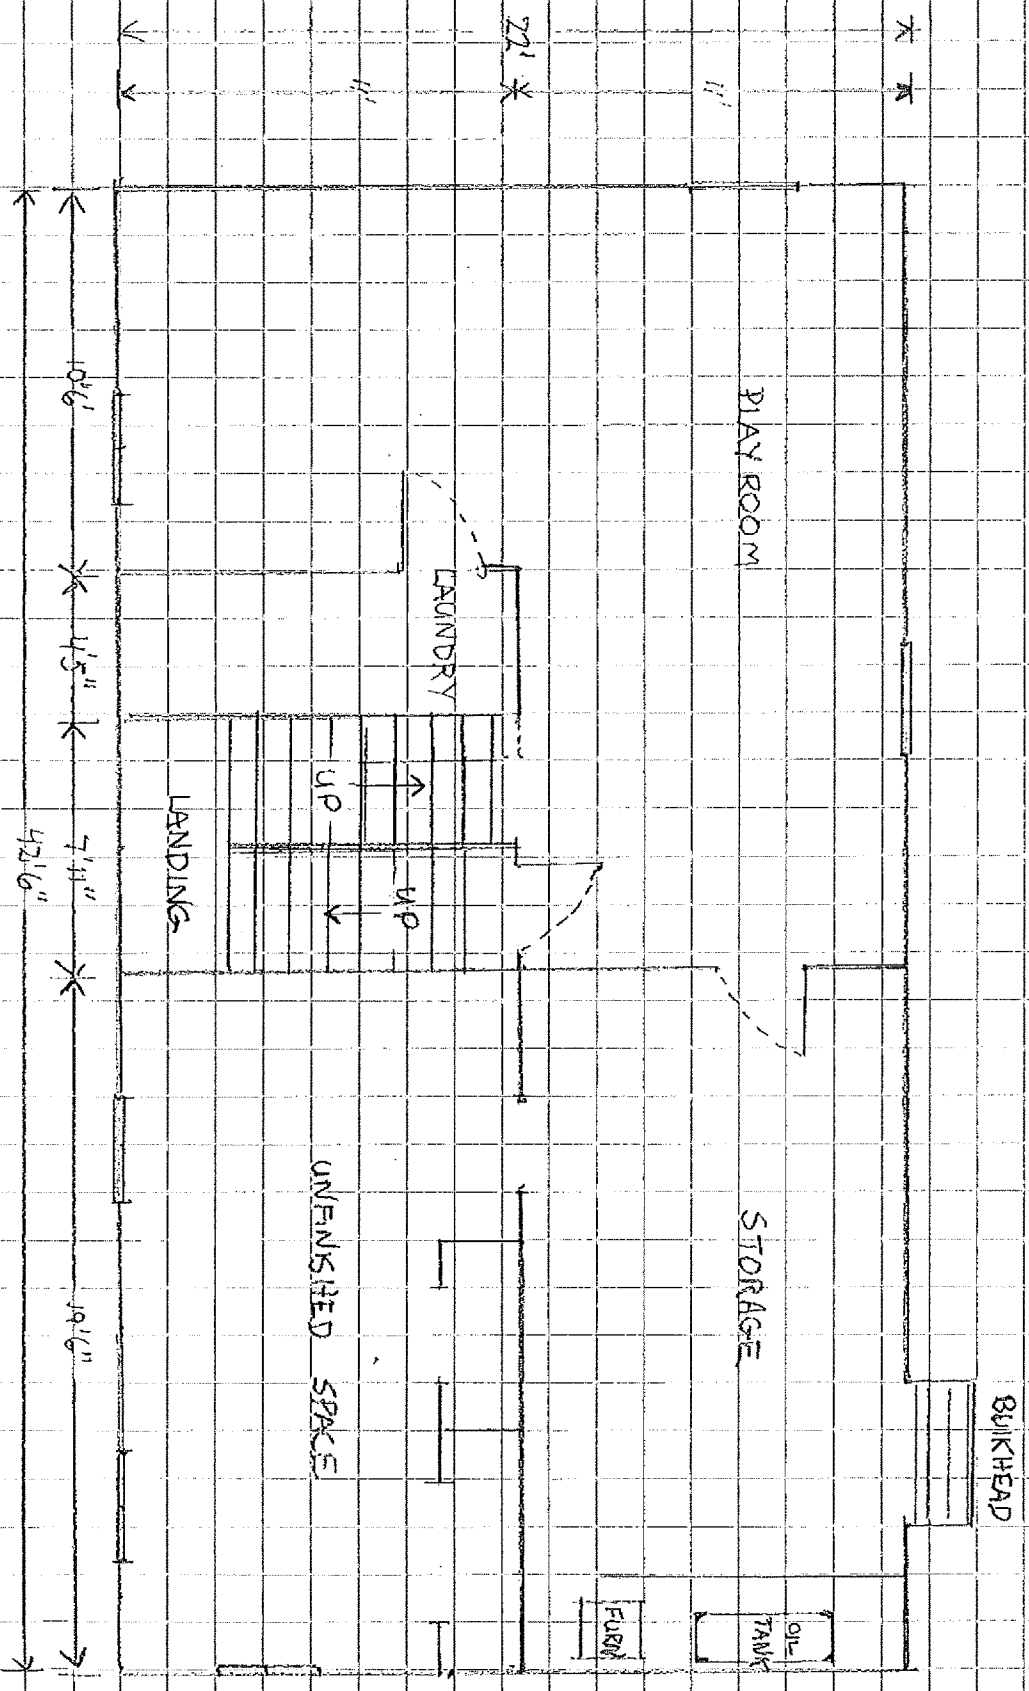 BULKHEAD
OIL
TANK
PLAY ROOM
STORAGE
11'
FURN
22'
LAUNDRY
UP
UP
UNFINISHED SPACE
11'
LANDING
10'6"
4'5"
7'11"
19'6"
42'6"